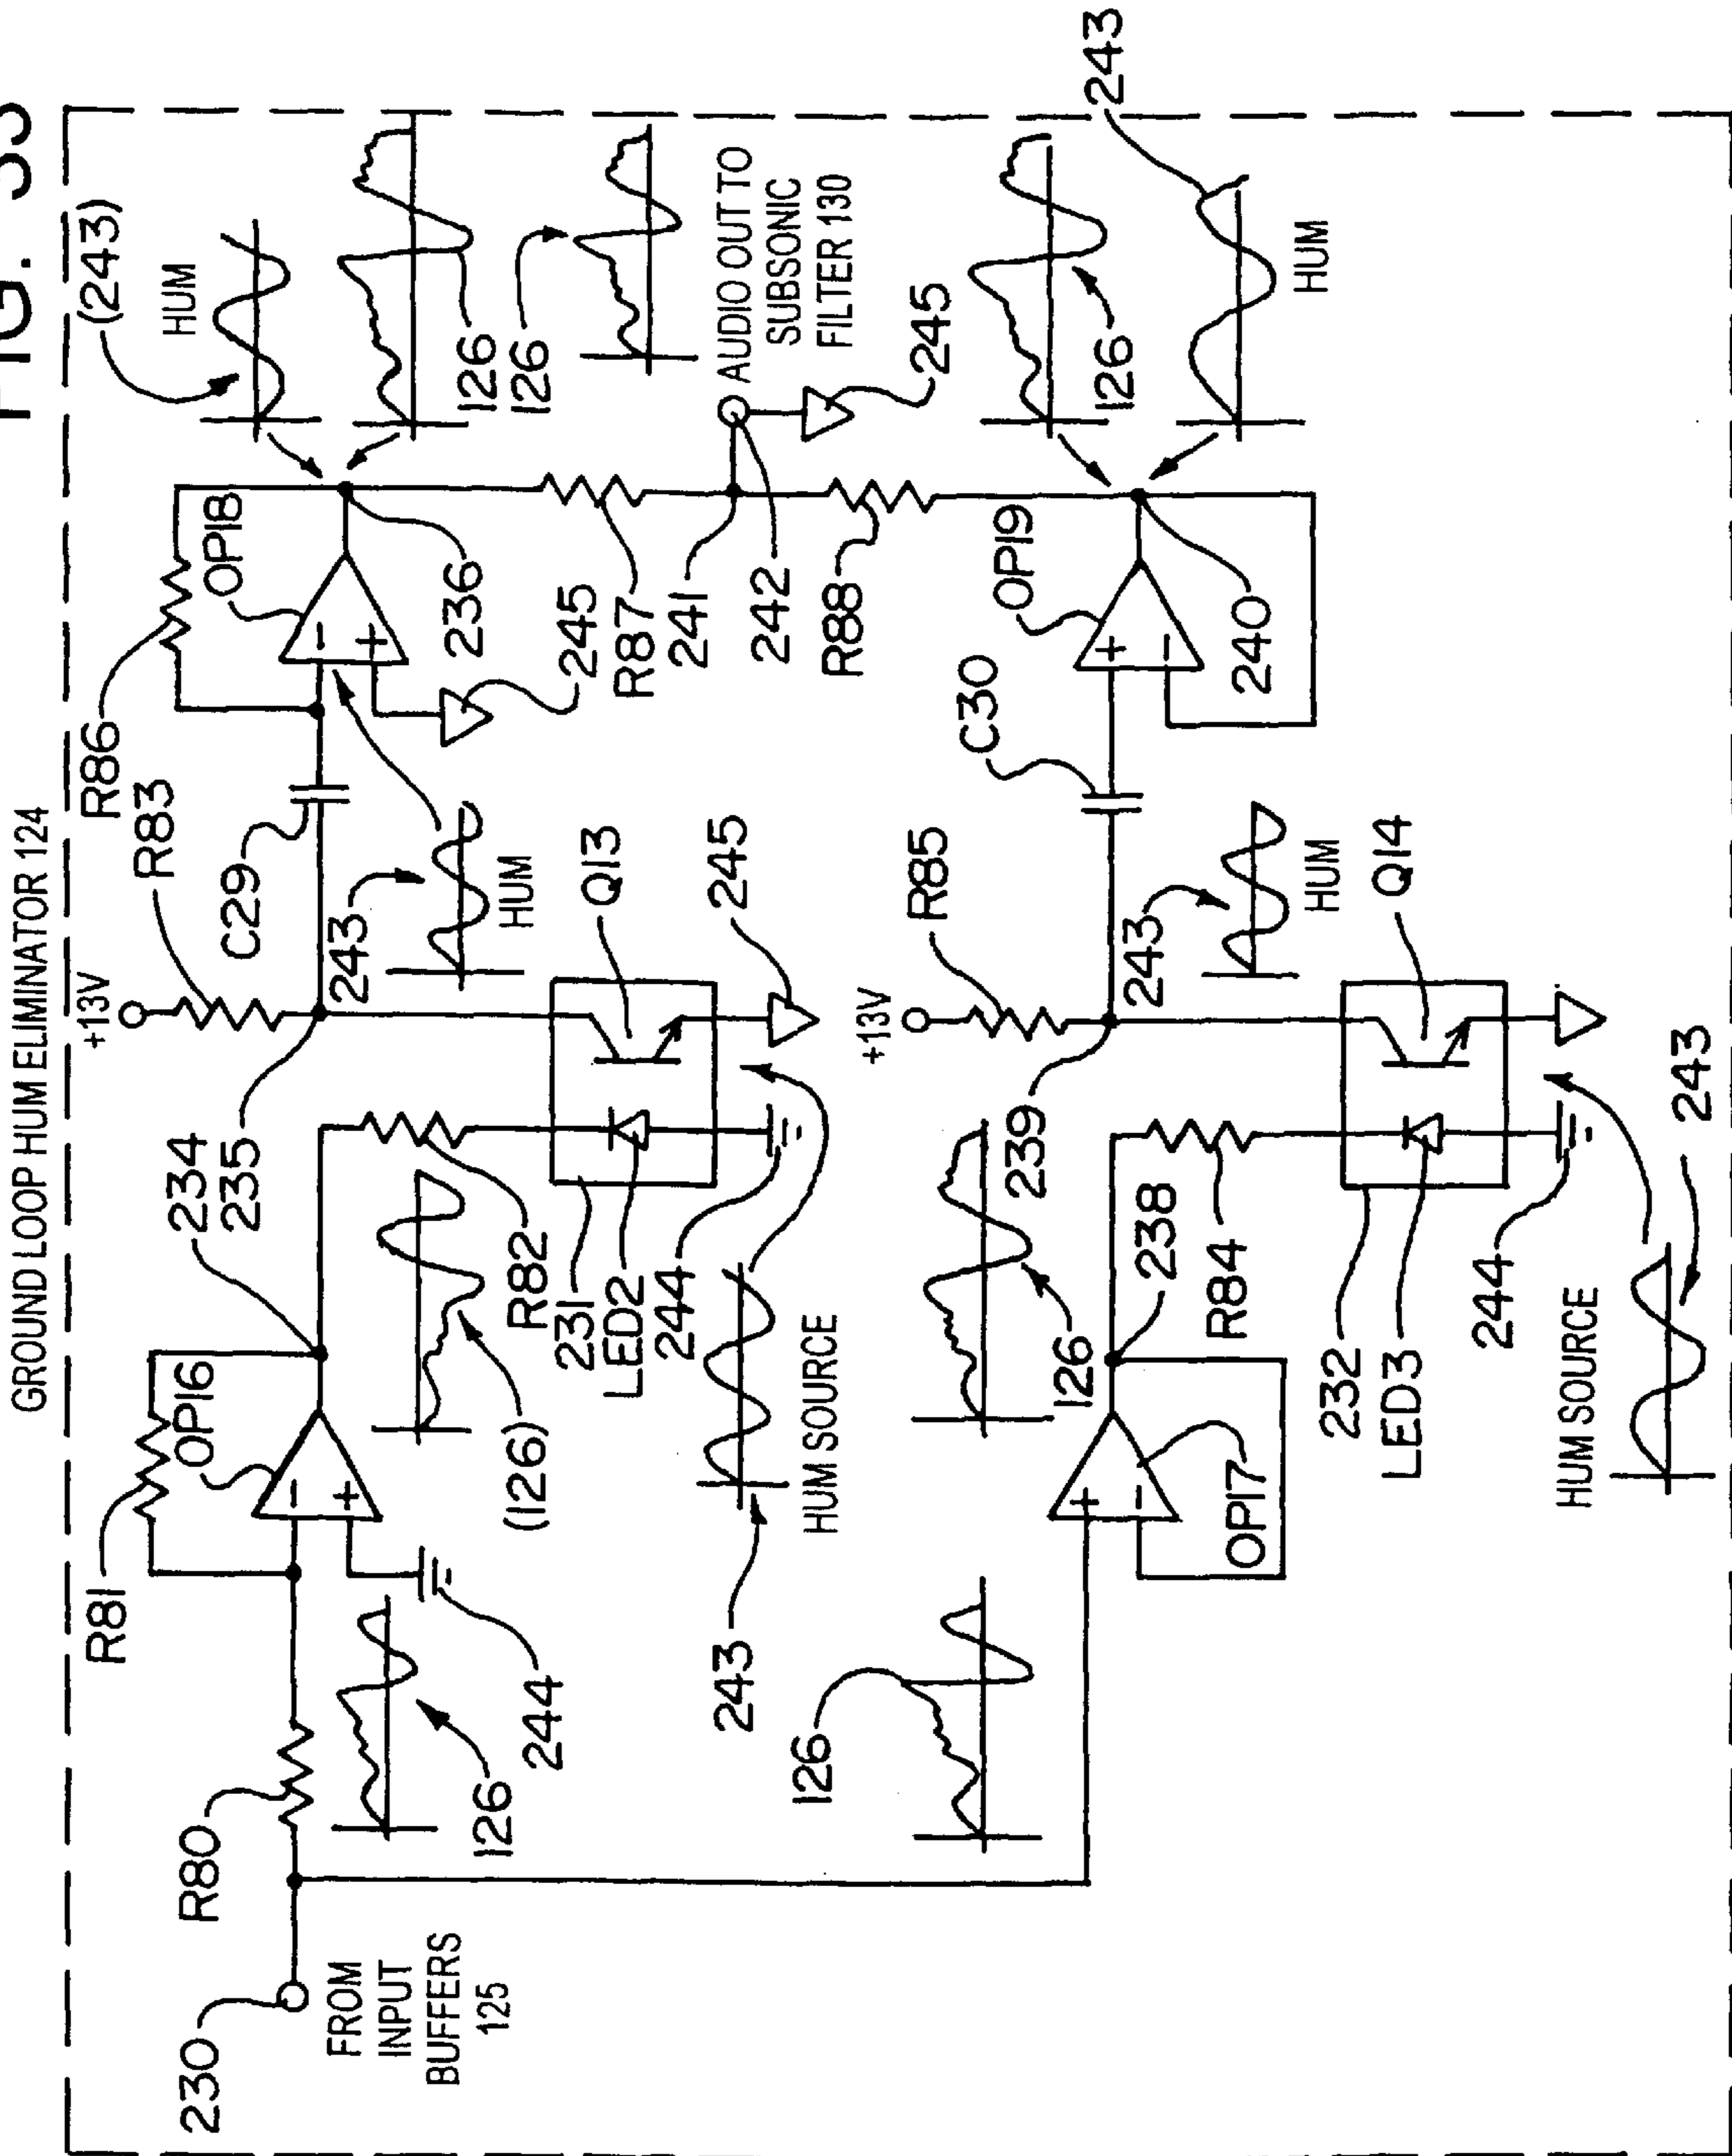 FIG. 33
GROUND LOOP HUM ELIMINATOR 124
230
FROM
INPUT
BUFFERS
125
R80
126
R81
OP16
244
234
235
(126)
R82
231
LED2
244
243
HUM SOURCE
+13V
R83
C29
243
HUM
Q13
245
R86
OP18
236
245
R87
241
242
R88
(243)
HUM
126
126
AUDIO OUT TO
SUBSONIC
FILTER 130
245
126
OP17
126
238
239
R84
232
LED3
244
HUM SOURCE
243
+13V
R85
243
HUM
Q14
C30
OP19
240
126
243
HUM